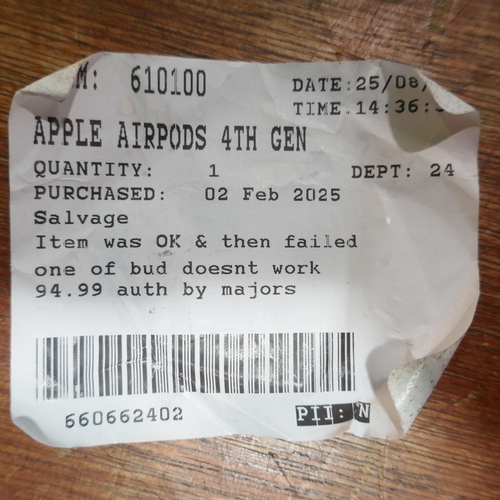 M: 610100 DATE:25/08/
TIME.14:36:
APPLE AIRPODS 4TH GEN
QUANTITY: 1 DEPT: 24
PURCHASED: 02 Feb 2025
Salvage
Item was OK & then failed
one of bud doesnt work
94.99 auth by majors
660662402 PII: N